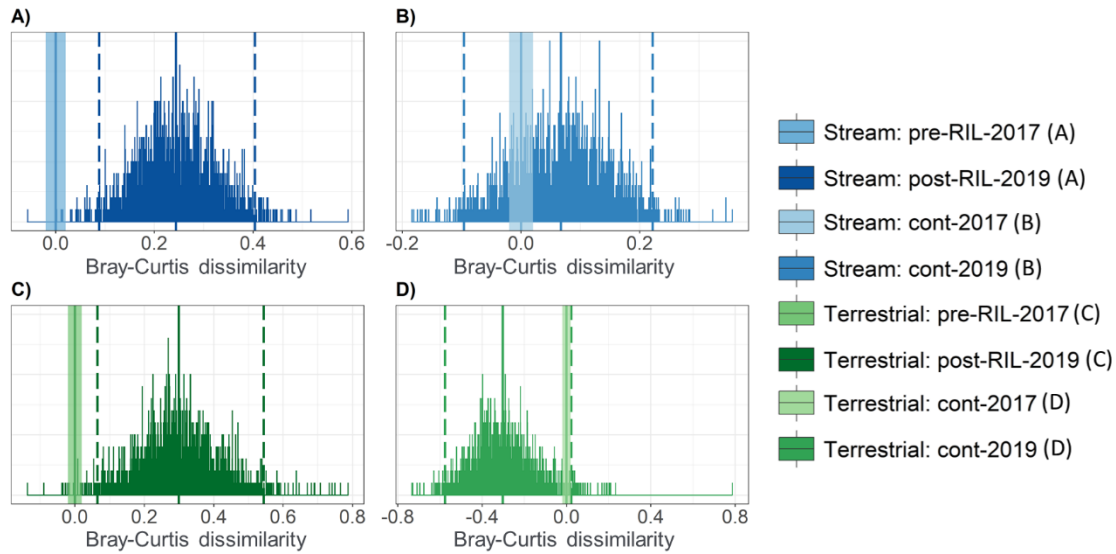 A)
B)
0.0 0.2 0.4 0.6
-0.2 0.0 0.2
Bray-Curtis dissimilarity
Bray-Curtis dissimilarity
C)
D)
0.0 0.2 0.4 0.6 0.8
-0.8 -0.4 0.0 0.4 0.8
Bray-Curtis dissimilarity
Bray-Curtis dissimilarity
Stream: pre-RIL-2017 (A)
Stream: post-RIL-2019 (A)
Stream: cont-2017 (B)
Stream: cont-2019 (B)
Terrestrial: pre-RIL-2017 (C)
Terrestrial: post-RIL-2019 (C)
Terrestrial: cont-2017 (D)
Terrestrial: cont-2019 (D)